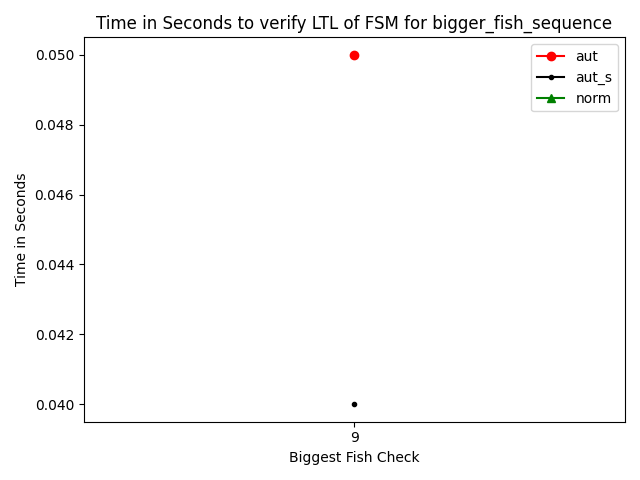 Time in Seconds to verify LTL of FSM for bigger_fish_sequence
aut
aut_s
norm
0.050
0.048
0.046
0.044
0.042
0.040
Time in Seconds
9
Biggest Fish Check